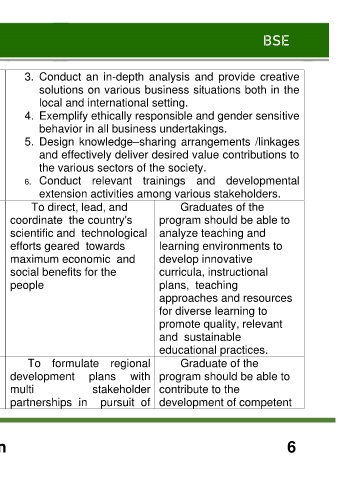 BSE
3. Conduct an in-depth analysis and provide creative
solutions on various business situations both in the
local and international setting.
4. Exemplify ethically responsible and gender sensitive
behavior in all business undertakings.
5. Design knowledge–sharing arrangements /linkages
and effectively deliver desired value contributions to
the various sectors of the society.
6. Conduct relevant trainings and developmental
extension activities among various stakeholders.
To direct, lead, and
coordinate the country's
scientific and technological
efforts geared towards
maximum economic and
social benefits for the
people
Graduates of the
program should be able to
analyze teaching and
learning environments to
develop innovative
curricula, instructional
plans, teaching
approaches and resources
for diverse learning to
promote quality, relevant
and sustainable
educational practices.
To formulate regional
development plans with
multi stakeholder
partnerships in pursuit of
Graduate of the
program should be able to
contribute to the
development of competent
n
6